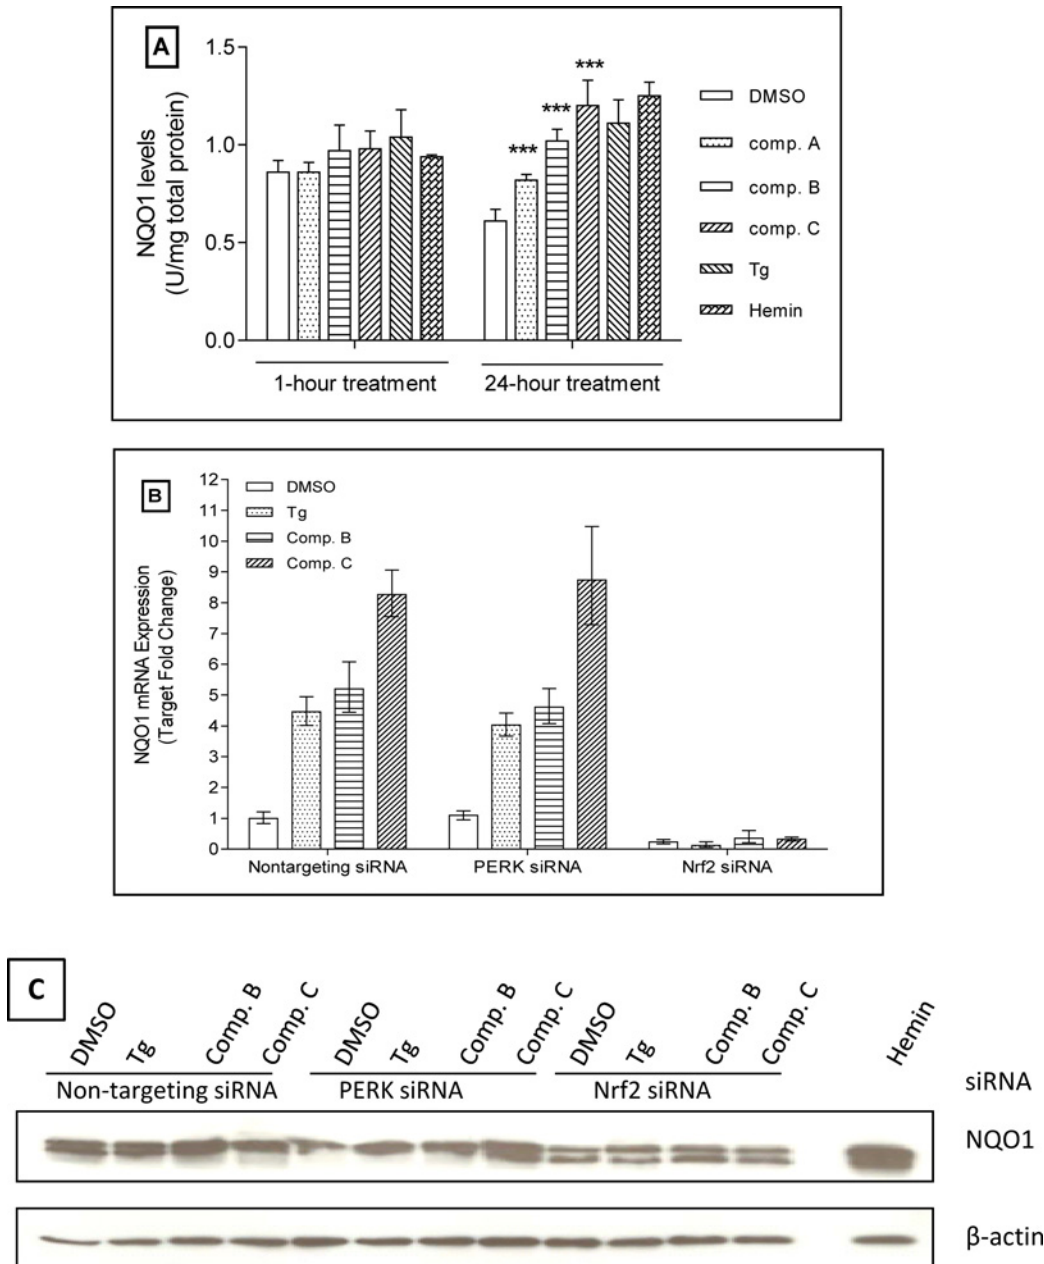 A
NQO1 levels
(U/mg total protein)
1.5
1.0
0.5
0.0
***
***
***
1-hour treatment
24-hour treatment
DMSO
comp. A
comp. B
comp. C
Tg
Hemin
B
NQO1 mRNA Expression
(Target Fold Change)
12
11
10
9
8
7
6
5
4
3
2
1
0
DMSO
Tg
Comp. B
Comp. C
Nontargeting siRNA
PERK siRNA
Nrf2 siRNA
C
DMSO
Tg
Comp. B
Comp. C
DMSO
Tg
Comp. B
Comp. C
DMSO
Tg
Comp. B
Comp. C
Hemin
Non-targeting siRNA
PERK siRNA
Nrf2 siRNA
siRNA
NQO1
β-actin